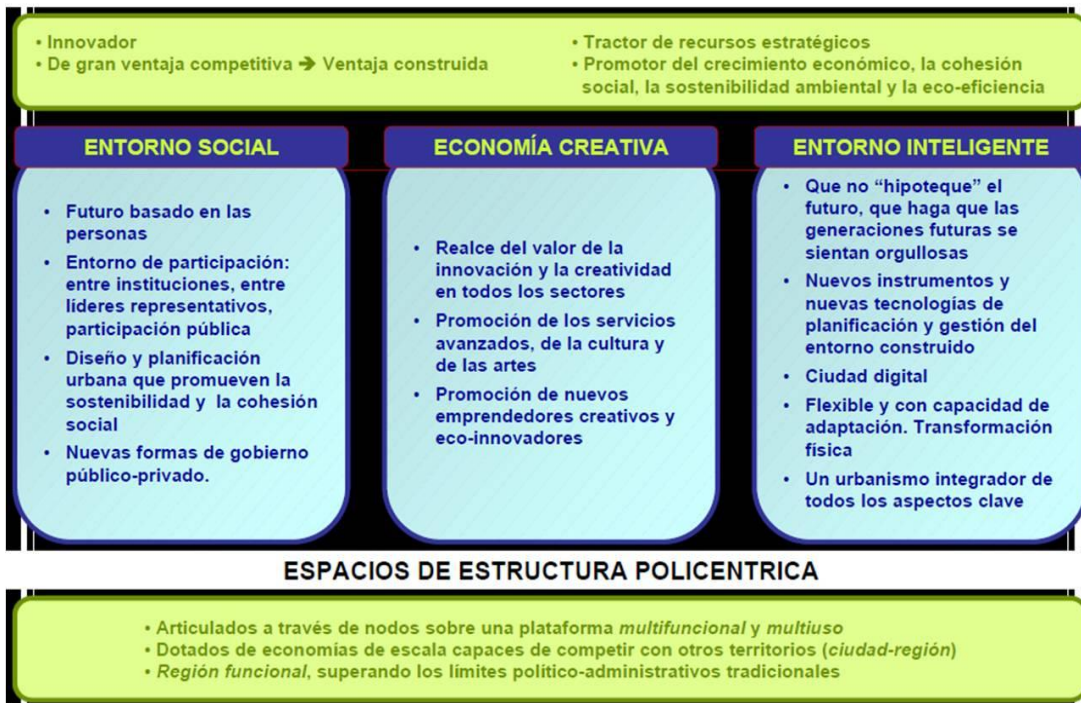 • Innovador
• De gran ventaja competitiva ➔ Ventaja construida
• Tractor de recursos estratégicos
• Promotor del crecimiento económico, la cohesión
social, la sostenibilidad ambiental y la eco-eficiencia
ENTORNO SOCIAL
• Futuro basado en las
personas
• Entorno de participación:
entre instituciones, entre
líderes representativos,
participación pública
• Diseño y planificación
urbana que promueven la
sostenibilidad y la cohesión
social
• Nuevas formas de gobierno
público-privado.
ECONOMÍA CREATIVA
• Realce del valor de la
innovación y la creatividad
en todos los sectores
• Promoción de los servicios
avanzados, de la cultura y
de las artes
• Promoción de nuevos
emprendedores creativos y
eco-innovadores
ENTORNO INTELIGENTE
• Que no “hipoteque” el
futuro, que haga que las
generaciones futuras se
sientan orgullosas
• Nuevos instrumentos y
nuevas tecnologías de
planificación y gestión del
entorno construido
• Ciudad digital
• Flexible y con capacidad de
adaptación. Transformación
física
• Un urbanismo integrador de
todos los aspectos clave
ESPACIOS DE ESTRUCTURA POLICENTRICA
• Articulados a través de nodos sobre una plataforma multifuncional y multiuso
• Dotados de economías de escala capaces de competir con otros territorios (ciudad-región)
• Región funcional, superando los límites político-administrativos tradicionales